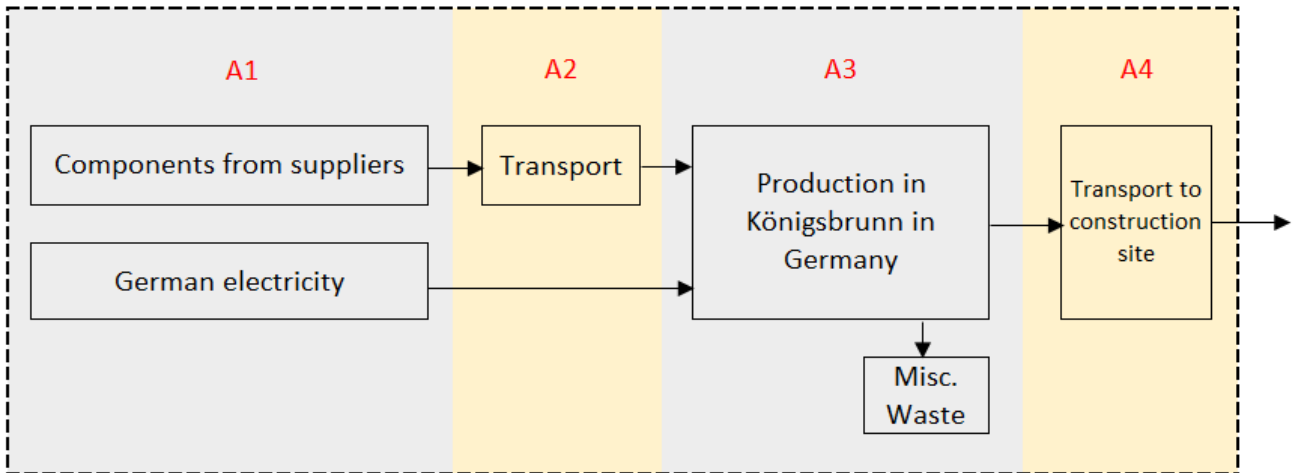 A1
A2
A3
A4
Components from suppliers
Transport
Production in
Königsbrunn in
Germany
Transport to
construction
site
German electricity
Misc.
Waste